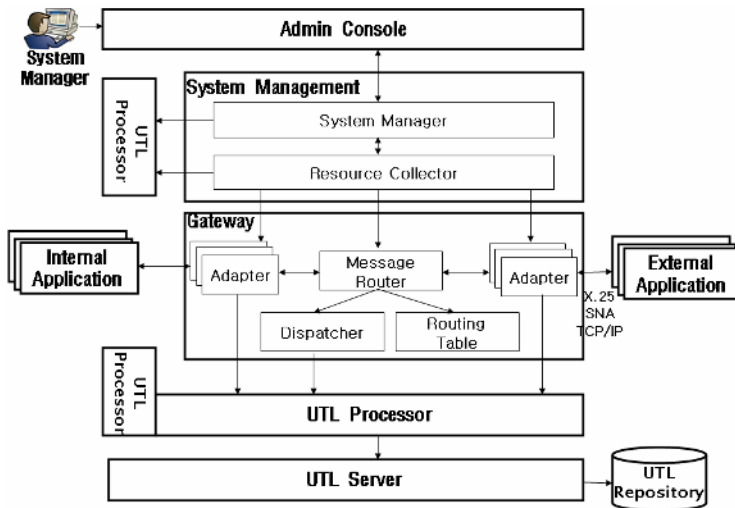 Admin Console
System
Manager
System Management
UTL
Processor
System Manager
Resource Collector
Gateway
Internal
Application
Adapter
Message
Router
Adapter
External
Application
X.25
SNA
TCP/IP
Dispatcher
Routing
Table
UTL
Processor
UTL Processor
UTL Server
UTL
Repository